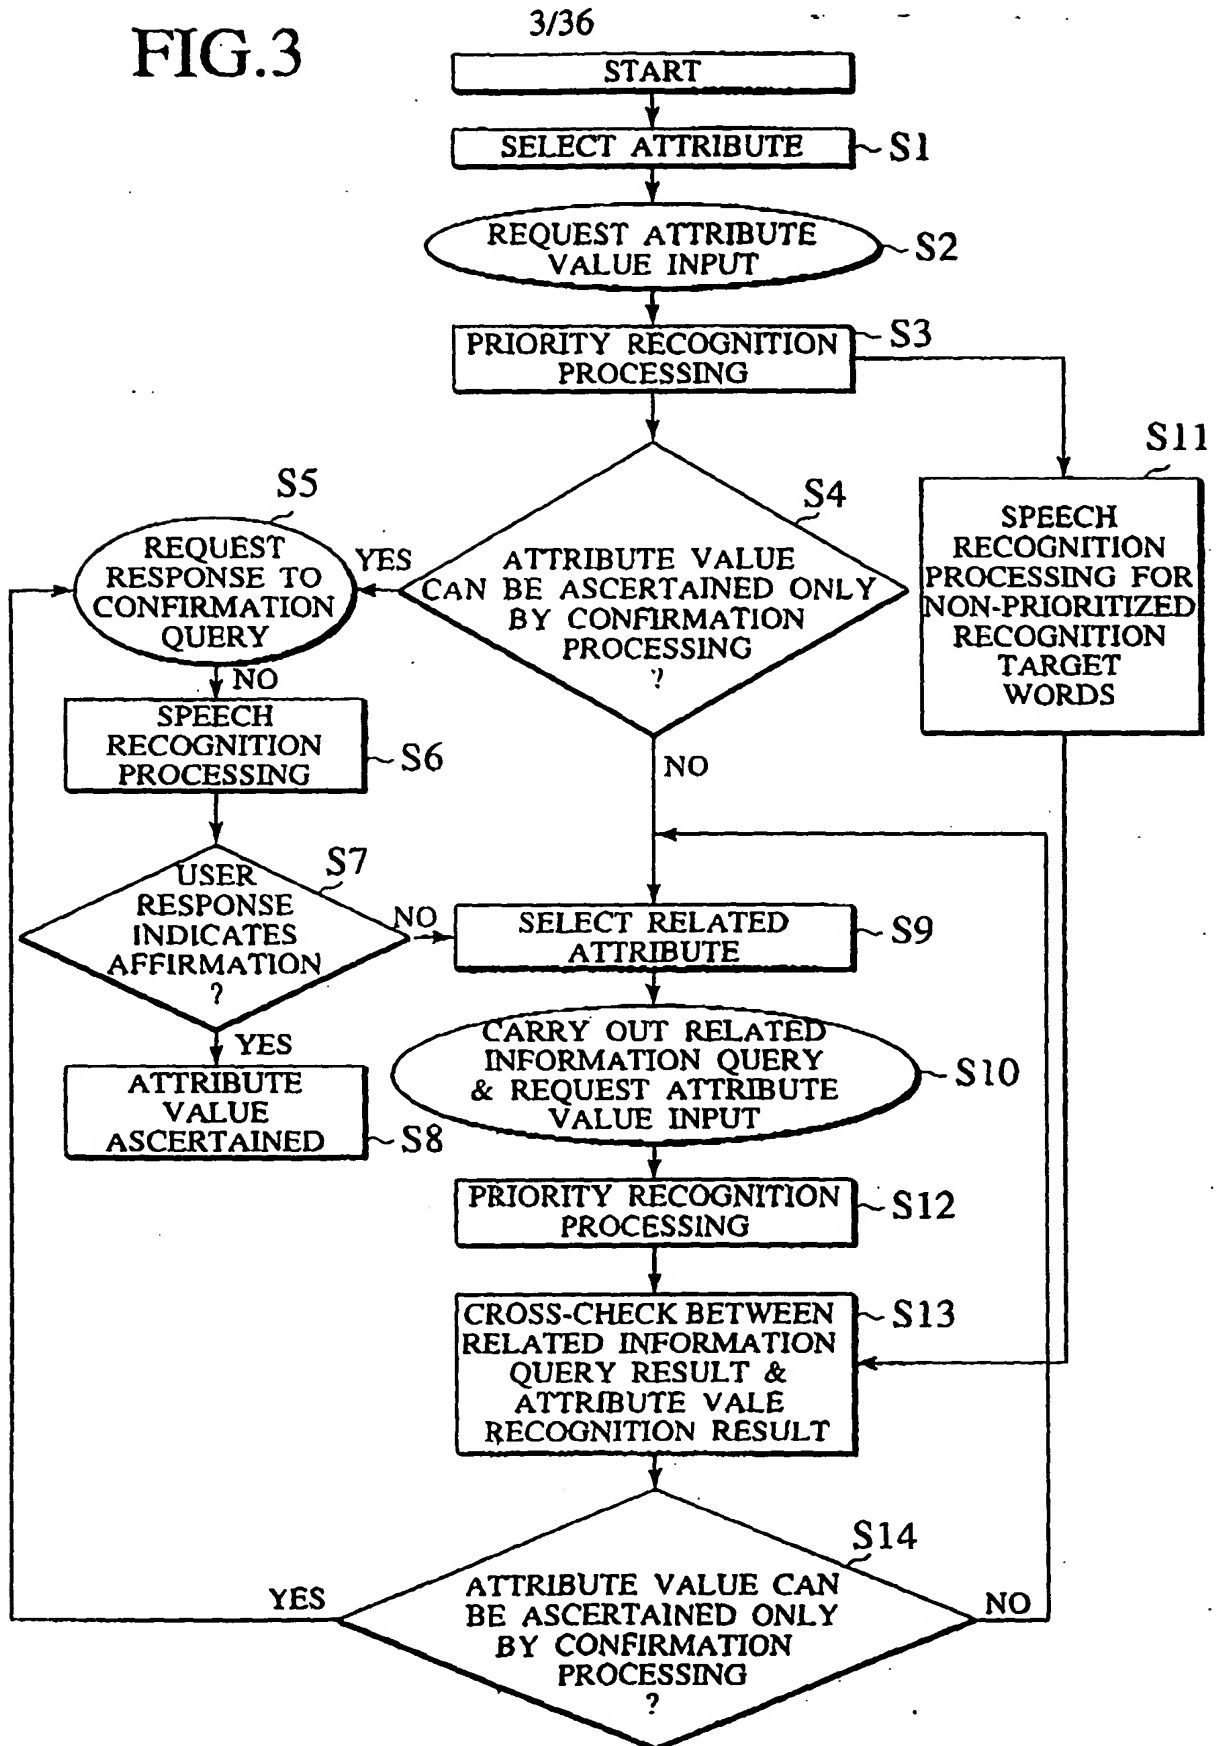 FIG.3
3/36
START
SELECT ATTRIBUTE
S1
REQUEST ATTRIBUTE
VALUE INPUT
S2
PRIORITY RECOGNITION
PROCESSING
S3
S4
ATTRIBUTE VALUE
CAN BE ASCERTAINED ONLY
BY CONFIRMATION
PROCESSING
?
YES
NO
S11
SPEECH
RECOGNITION
PROCESSING FOR
NON-PRIORITIZED
RECOGNITION
TARGET
WORDS
S5
REQUEST
RESPONSE TO
CONFIRMATION
QUERY
NO
SPEECH
RECOGNITION
PROCESSING
S6
S7
USER
RESPONSE
INDICATES
AFFIRMATION
?
NO
YES
ATTRIBUTE
VALUE
ASCERTAINED
S8
SELECT RELATED
ATTRIBUTE
S9
CARRY OUT RELATED
INFORMATION QUERY
& REQUEST ATTRIBUTE
VALUE INPUT
S10
PRIORITY RECOGNITION
PROCESSING
S12
CROSS-CHECK BETWEEN
RELATED INFORMATION
QUERY RESULT &
ATTRIBUTE VALE
RECOGNITION RESULT
S13
S14
ATTRIBUTE VALUE CAN
BE ASCERTAINED ONLY
BY CONFIRMATION
PROCESSING
?
YES
NO